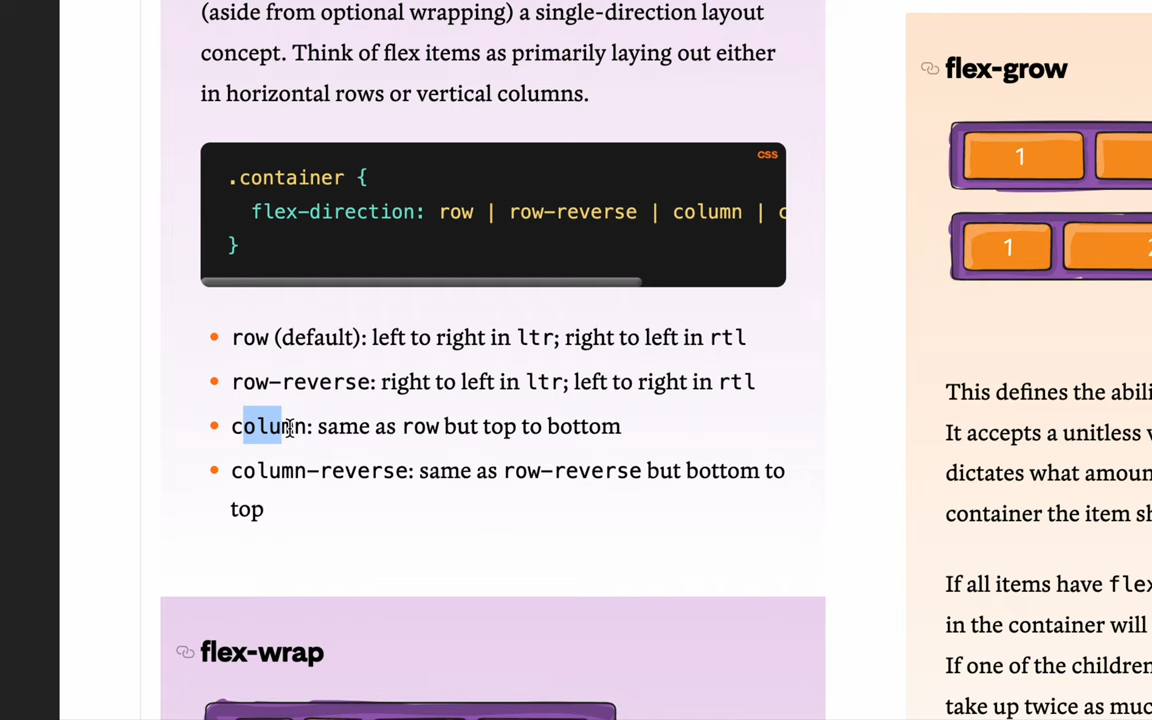 (aside from optional wrapping) a single-direction layout
concept. Think of flex items as primarily laying out either
in horizontal rows or vertical columns.
css
.container {
flex-direction: row | row-reverse | column | c
}
row (default): left to right in ltr; right to left in rtl
row-reverse: right to left in ltr; left to right in rtl
column: same as row but top to bottom
column-reverse: same as row-reverse but bottom to
top
flex-wrap
flex-grow
1
1
This defines the
It accepts a unitless
dictates what
container the item
If all items have
in the container will
If one of the children
take up twice as